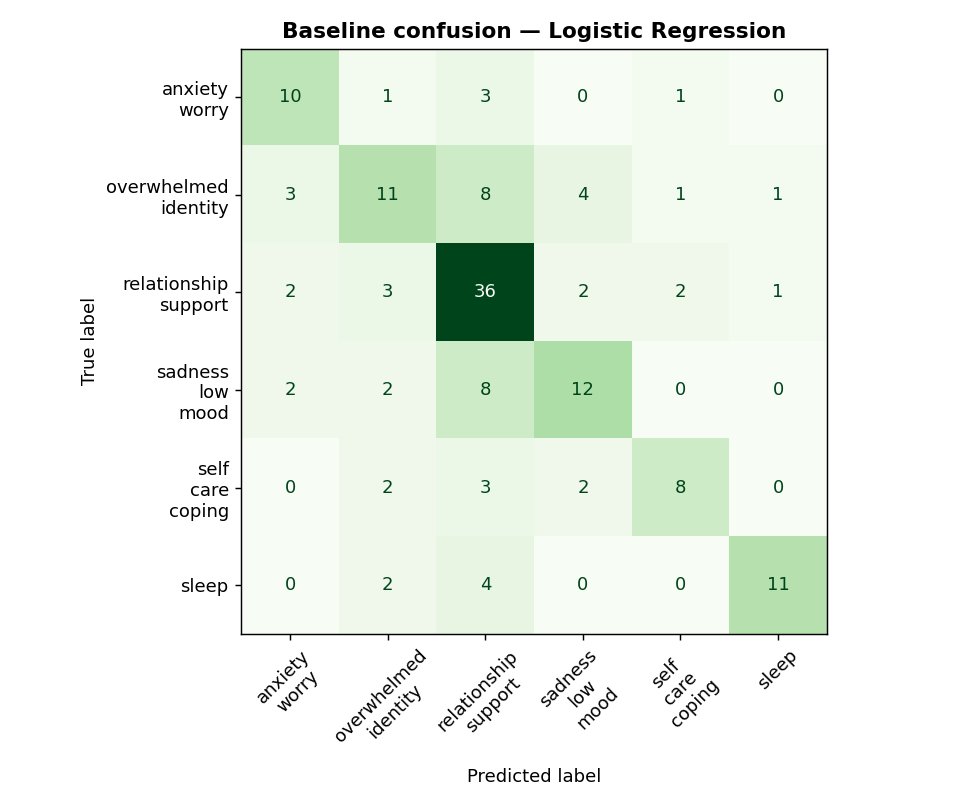 Baseline confusion — Logistic Regression
anxiety
worry
10 1 3 0 1 0
overwhelmed
identity
3 11 8 4 1 1
relationship
support
2 3 36 2 2 1
sadness
low
mood
2 2 8 12 0 0
self
care
coping
0 2 3 2 8 0
sleep
0 2 4 0 0 11
True label
anxiety
worry
overwhelmed
identity
relationship
support
sadness
low
mood
self
care
coping
sleep
Predicted label